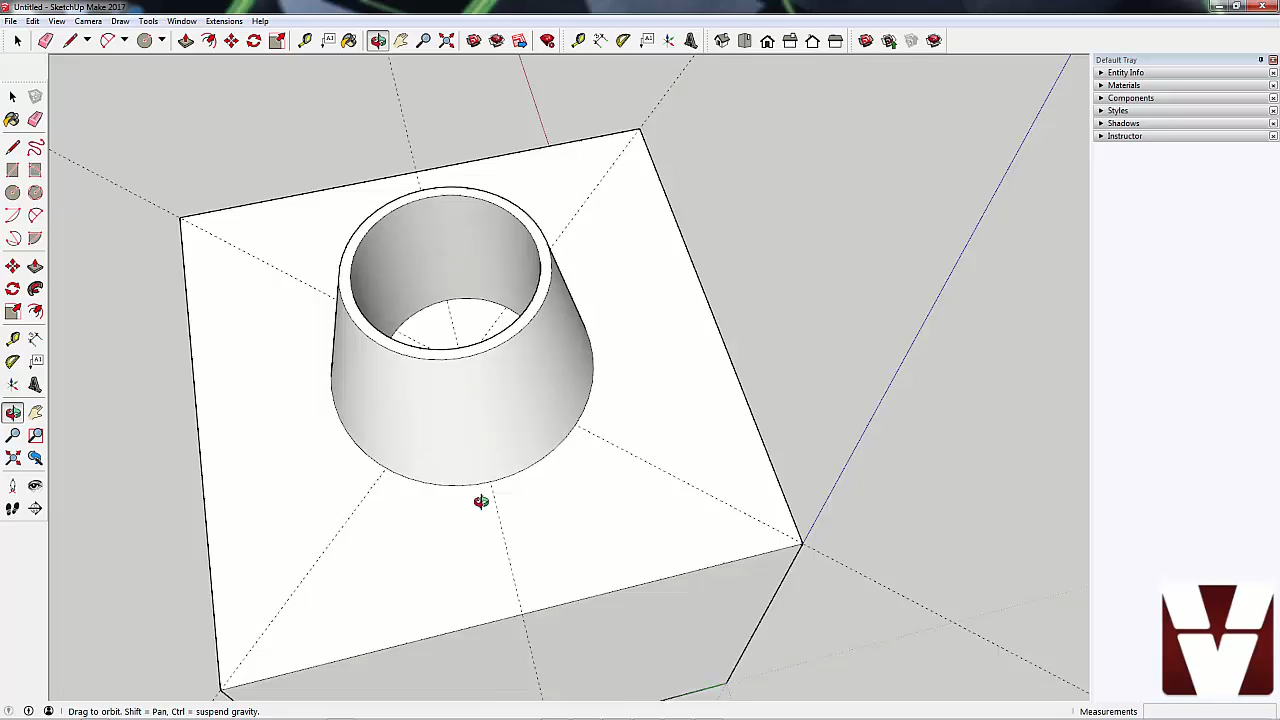 Untitled - SketchUp Make 2017
File Edit View Camera Draw Tools Window Extensions Help
Default Tray
Entity Info
Materials
Components
Styles
Shadows
Instructor
Drag to orbit. Shift = Pan, Ctrl = suspend gravity.
Measurements